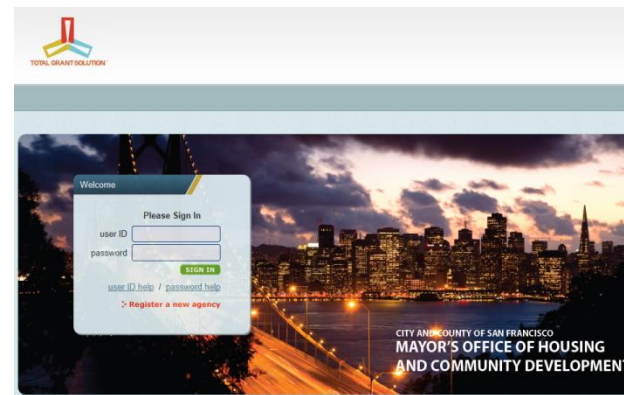 TOTAL GRANT SOLUTION
Welcome
Please Sign In
user ID
password
SIGN IN
user ID help / password help
Register a new agency
CITY AND COUNTY OF SAN FRANCISCO
MAYOR'S OFFICE OF HOUSING
AND COMMUNITY DEVELOPMENT